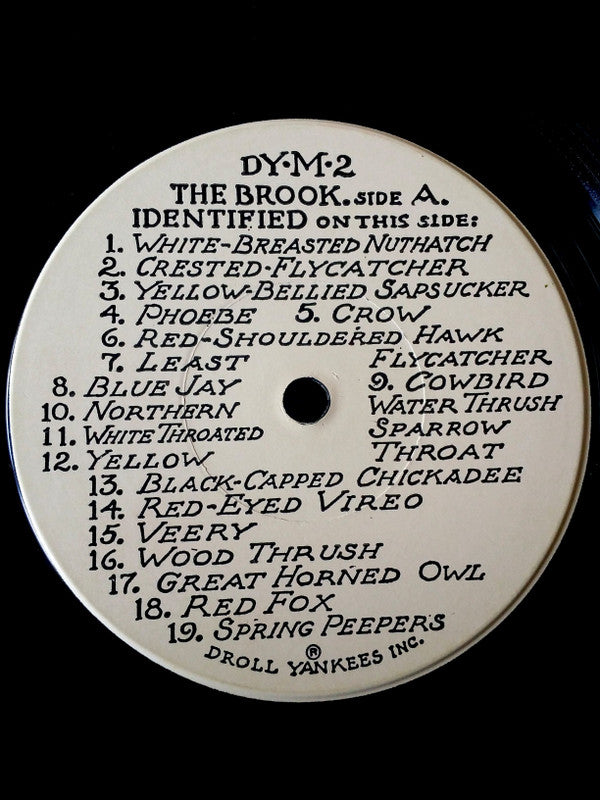 DY·M·2
THE BROOK. SIDE A.
IDENTIFIED ON THIS SIDE:
1. WHITE-BREASTED NUTHATCH
2. CRESTED-FLYCATCHER
3. YELLOW-BELLIED SAPSUCKER
4. PHOEBE 5. CROW
6. RED-SHOULDERED HAWK
7. LEAST FLYCATCHER
8. BLUE JAY 9. COWBIRD
10. NORTHERN WATER THRUSH
11. WHITE THROATED SPARROW
12. YELLOW THROAT
13. BLACK-CAPPED CHICKADEE
14. RED-EYED VIREO
15. VEERY
16. WOOD THRUSH
17. GREAT HORNED OWL
18. RED FOX
19. SPRING PEEPERS
®
DROLL YANKEES INC.